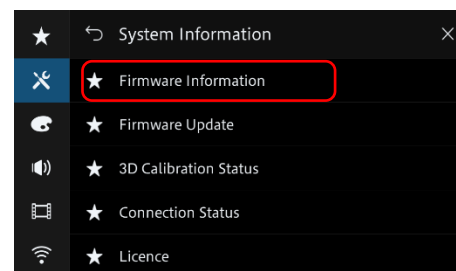 System Information
Firmware Information
Firmware Update
3D Calibration Status
Connection Status
Licence